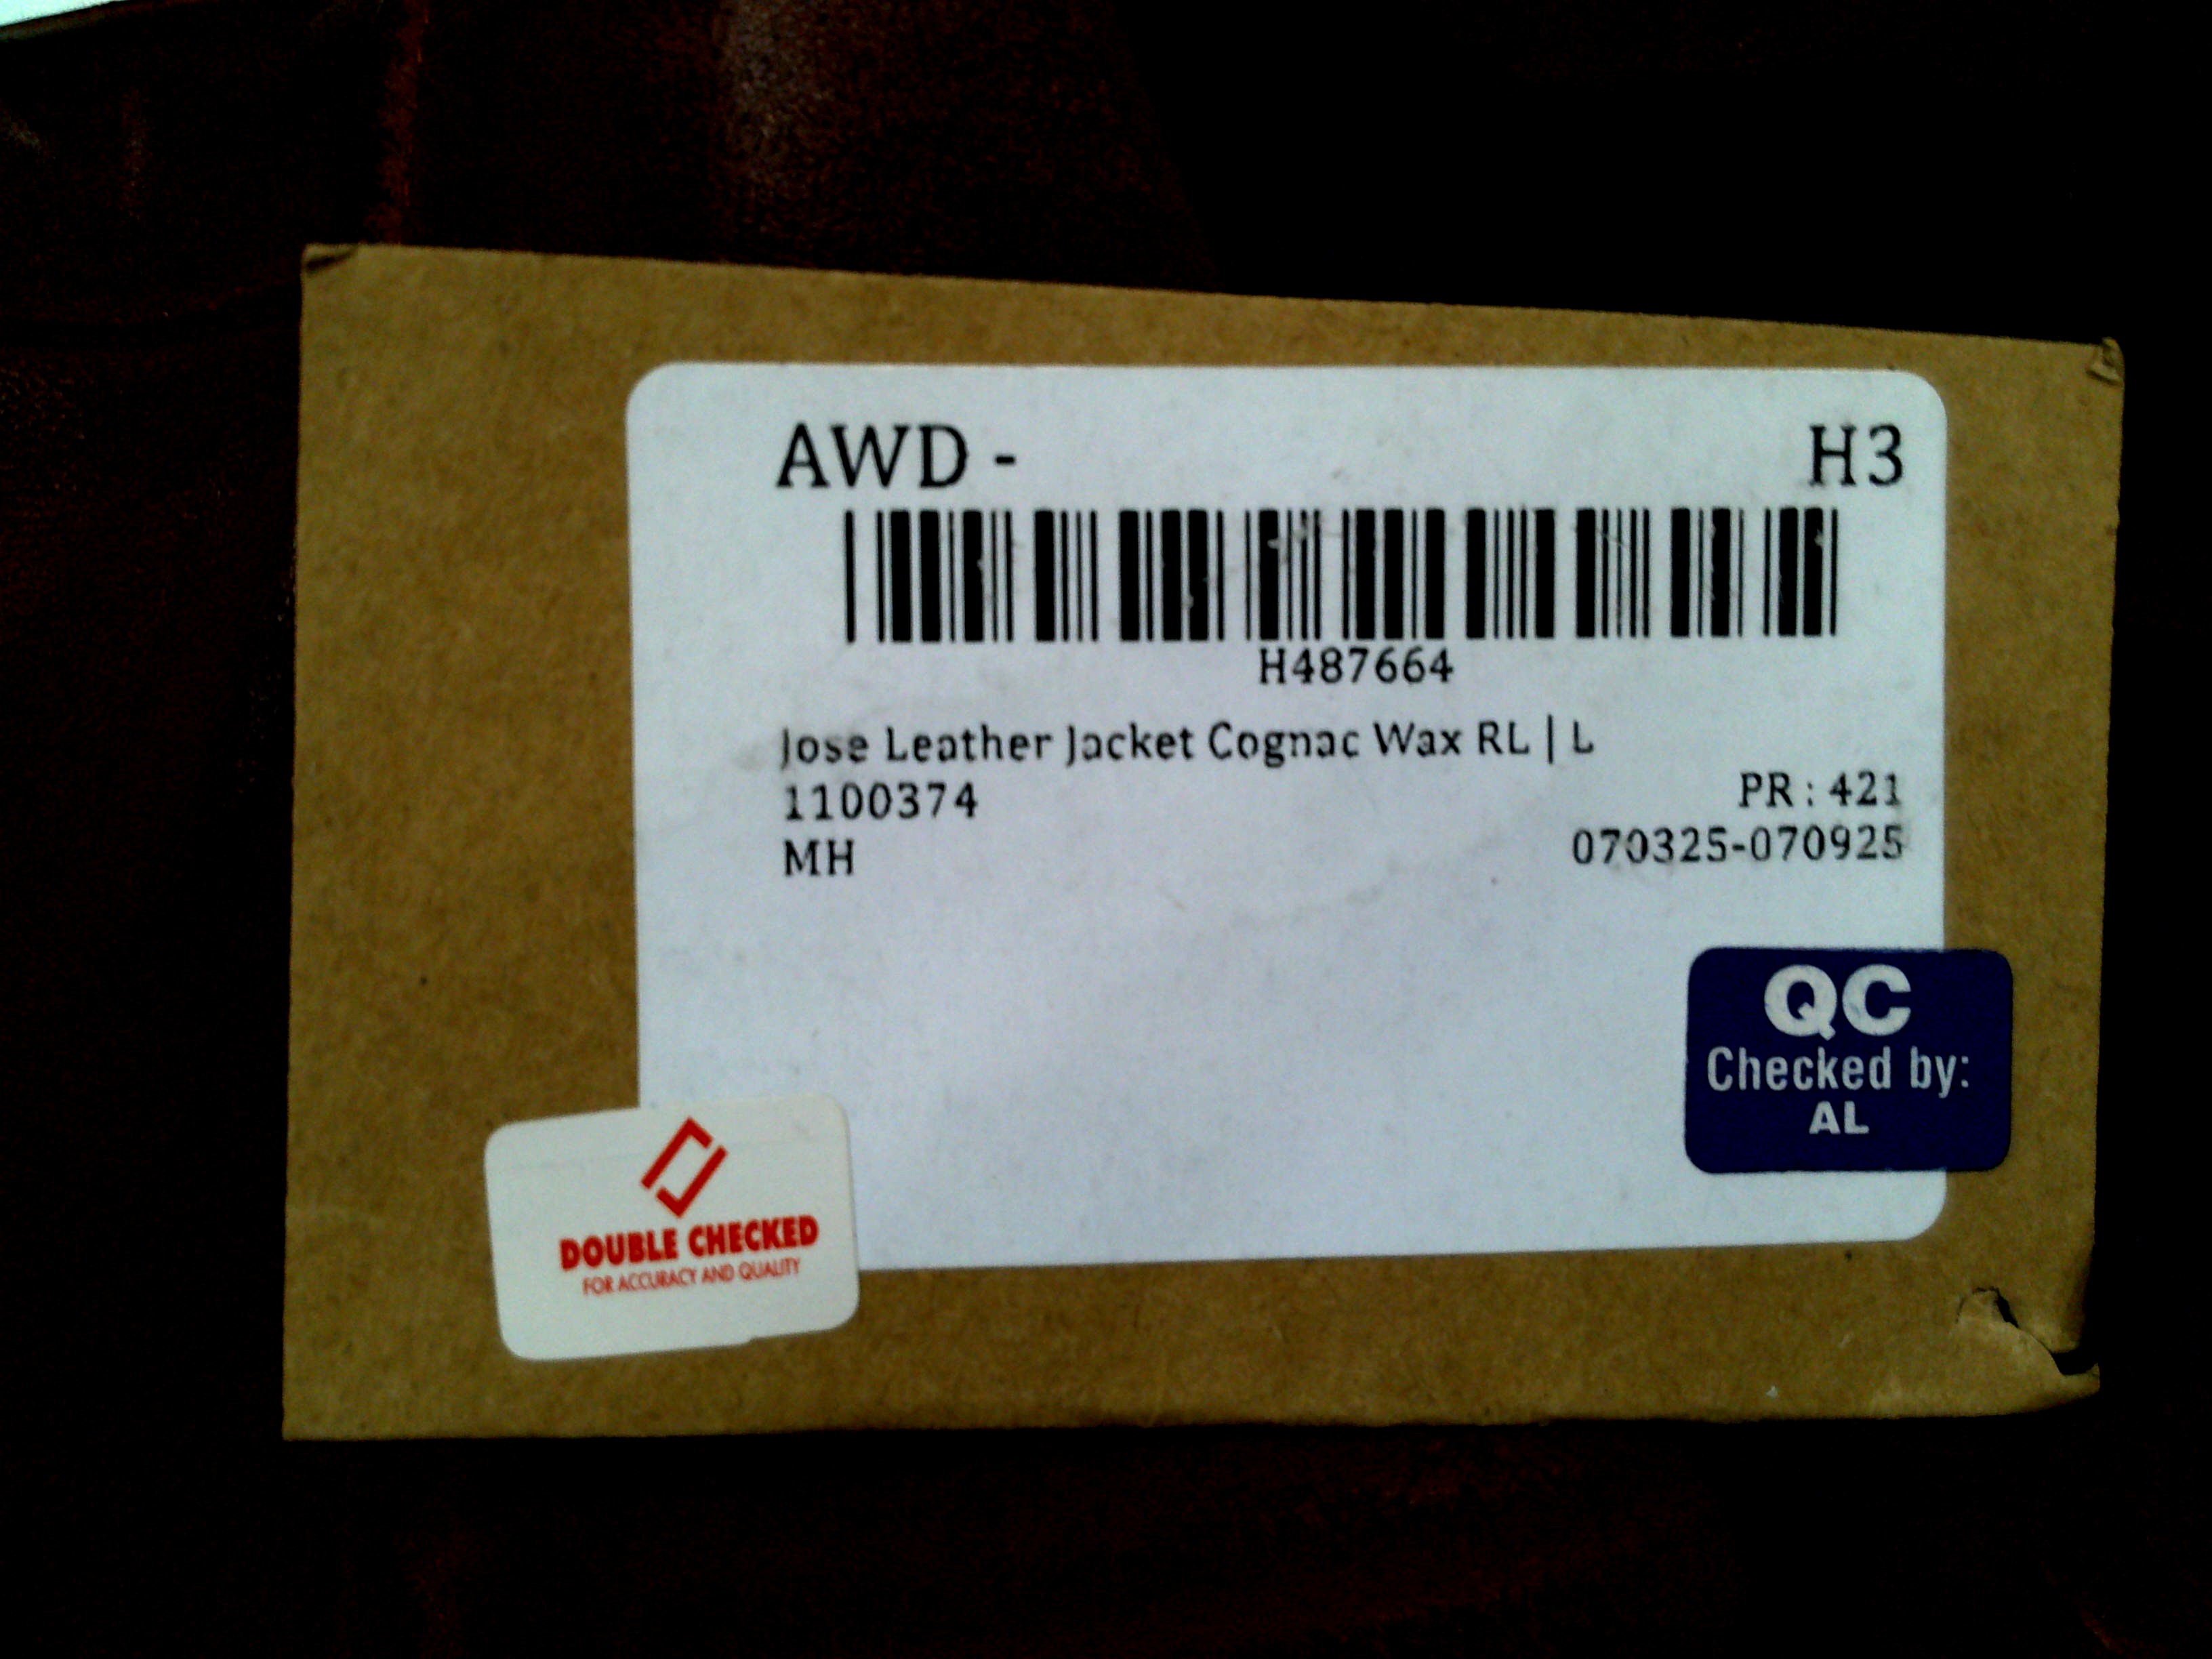 AWD - H3
H487664
Jose Leather Jacket Cognac Wax RL | L
1100374 PR : 421
MH 070325-070925
QC
Checked by:
AL
DOUBLE CHECKED
FOR ACCURACY AND QUALITY